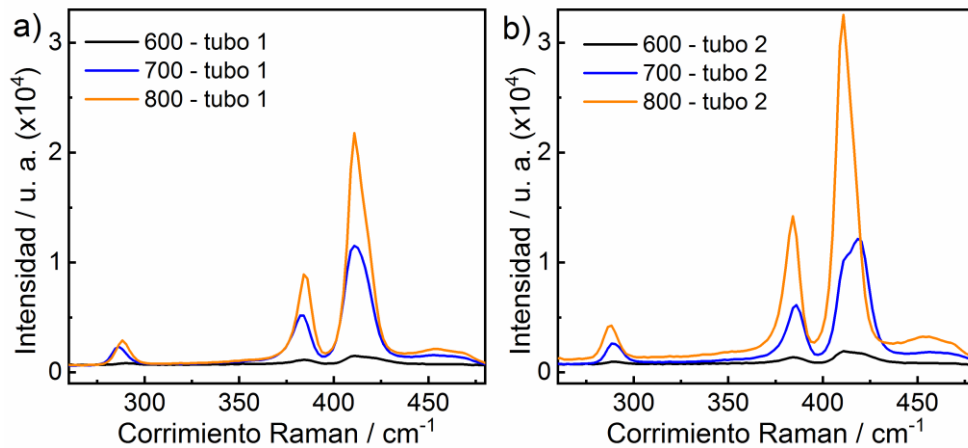 a)
600 - tubo 1
700 - tubo 1
800 - tubo 1
Intensidad / u. a. (x10⁴)
3
2
1
0
300
350
400
450
Corrimiento Raman / cm⁻¹
b)
600 - tubo 2
700 - tubo 2
800 - tubo 2
Intensidad / u. a. (x10⁴)
3
2
1
0
300
350
400
450
Corrimiento Raman / cm⁻¹